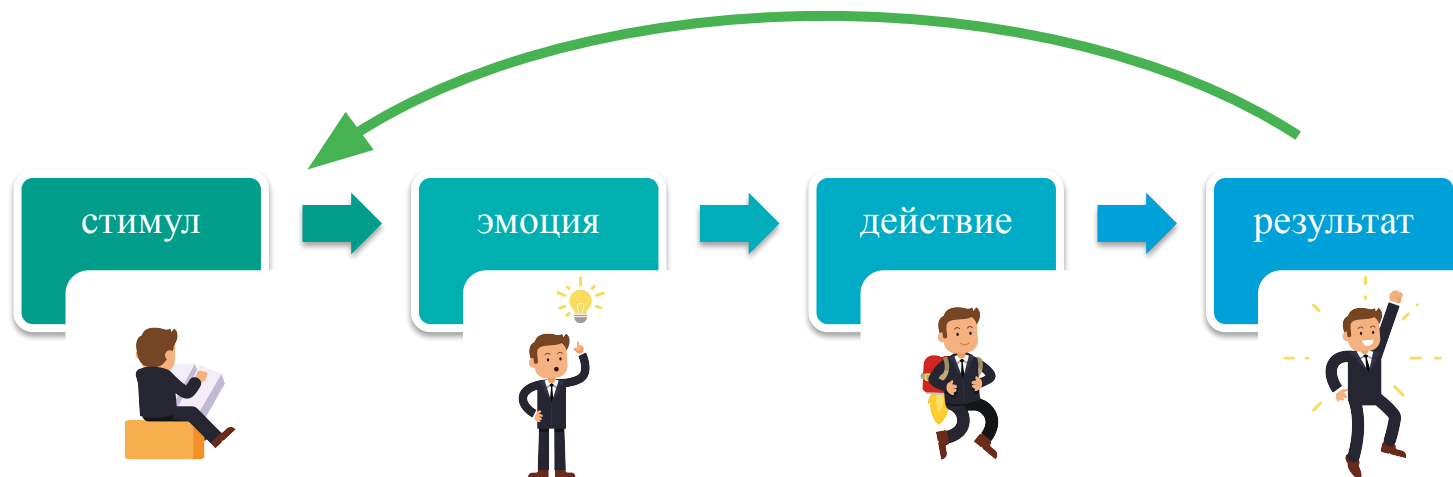 стимул
эмоция
действие
результат